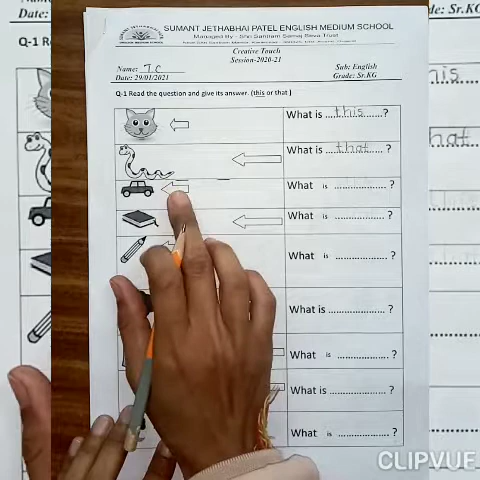 SUMANT JETHABHAI PATEL ENGLISH MEDIUM SCHOOL
Managed By : Shri Santram Samaj Seva Trust
Creative Touch
Session-2020-21
Name: T C
Sub: English
Date: 29/01/2021
Grade: Sr.KG
Q-1 Read the question and give its answer. (this or that )
What is ...this......?
What is ...that......?
What is ..................?
What is ..................?
What is ..................?
What is ....................?
What is ..................?
What is ....................?
What is ..................?
CLIPVUE